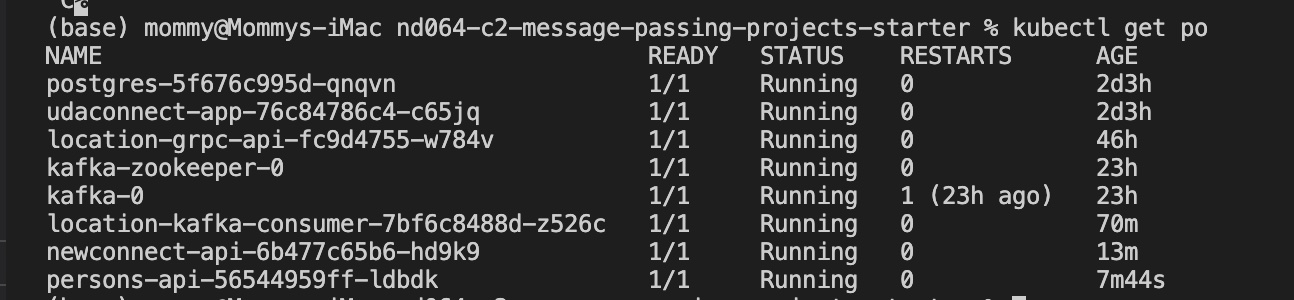 (base) mommy@Mommys-iMac nd064-c2-message-passing-projects-starter % kubectl get po
NAME READY STATUS RESTARTS AGE
postgres-5f676c995d-qnqvn 1/1 Running 0 2d3h
udaconnect-app-76c84786c4-c65jq 1/1 Running 0 2d3h
location-grpc-api-fc9d4755-w784v 1/1 Running 0 46h
kafka-zookeeper-0 1/1 Running 0 23h
kafka-0 1/1 Running 1 (23h ago) 23h
location-kafka-consumer-7bf6c8488d-z526c 1/1 Running 0 70m
newconnect-api-6b477c65b6-hd9k9 1/1 Running 0 13m
persons-api-56544959ff-ldbdk 1/1 Running 0 7m44s